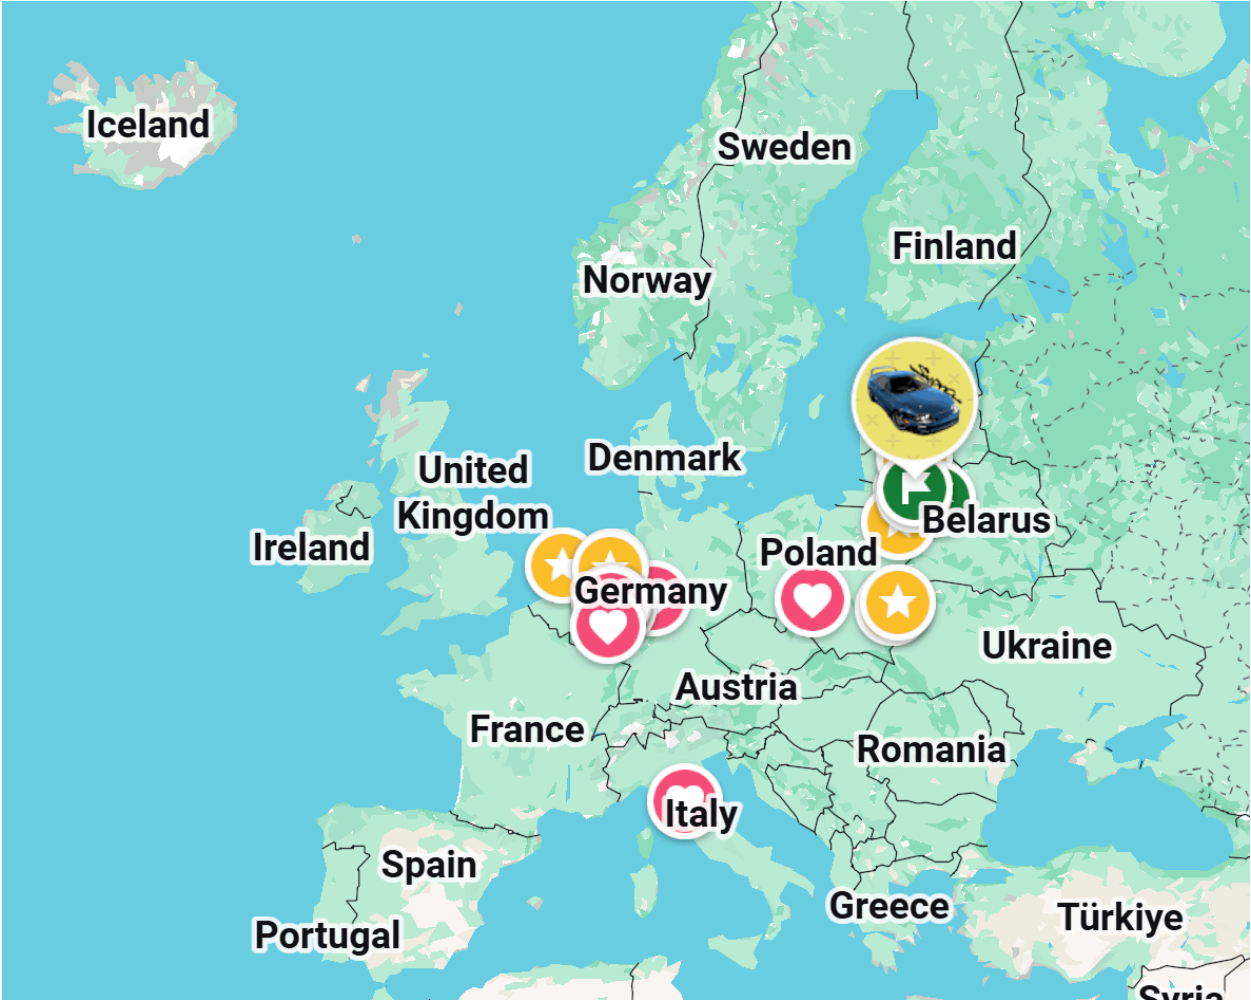 Iceland
Sweden
Finland
Norway
Denmark
United
Kingdom
Ireland
Belarus
Poland
Germany
Ukraine
Austria
France
Romania
Italy
Spain
Greece
Türkiye
Portugal
Syria